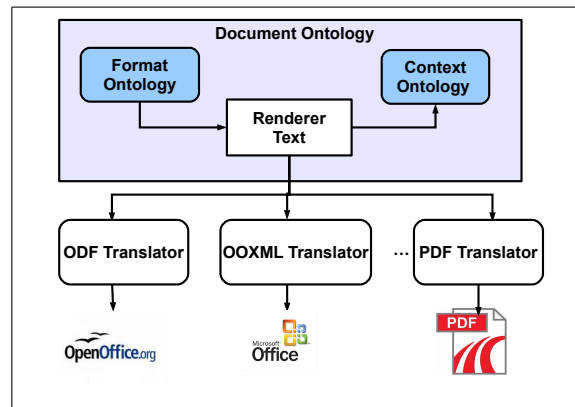 Document Ontology
Format
Ontology
Context
Ontology
Renderer
Text
ODF Translator
OOXML Translator
... PDF Translator
OpenOffice.org
Microsoft
Office
PDF